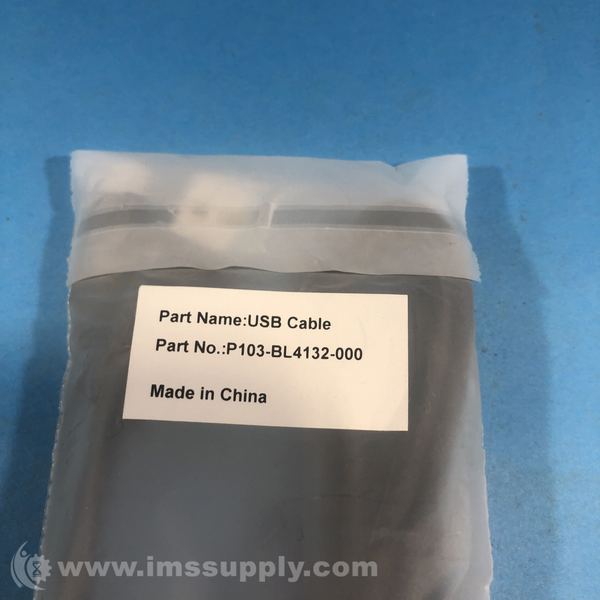 Part Name:USB Cable
Part No.:P103-BL4132-000
Made in China
www.imssupply.com